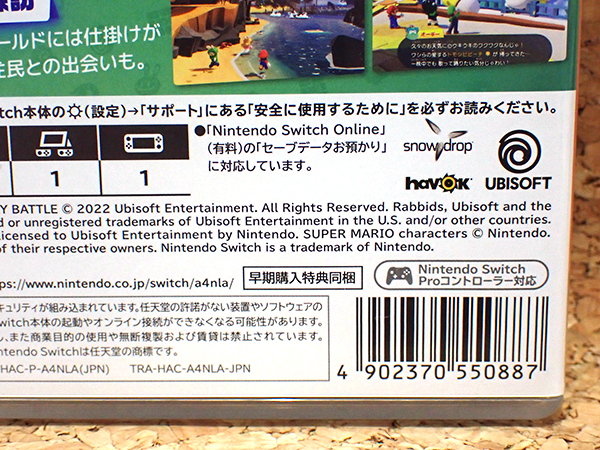 ールドには仕掛けが
住民との出会いも。
tch本体の(設定)→「サポート」にある「安全に使用するために」を必ずお読みください。
●「Nintendo Switch Online」
(有料)の「セーブデータお預かり」
に対応しています。
1
1
snowdrop
havok
UBISOFT
Y BATTLE © 2022 Ubisoft Entertainment. All Rights Reserved. Rabbids, Ubisoft and the
d or unregistered trademarks of Ubisoft Entertainment in the U.S. and/or other countries.
icensed to Ubisoft Entertainment by Nintendo. SUPER MARIO characters © Nintendo.
of their respective owners. Nintendo Switch is a trademark of Nintendo.
ps://www.nintendo.co.jp/switch/a4nla/
早期購入特典同梱
Nintendo Switch
Proコントローラー対応
キュリティが組み込まれています。任天堂の許諾がない装置やソフトウェアの
witch本体の起動やオンライン接続ができなくなる可能性があります。
、また商業目的の使用や無断複製および賃貸は禁止されています。
ntendo Switchは任天堂の商標です。
HAC-P-A4NLA(JPN) TRA-HAC-A4NLA-JPN
4 902370 550887